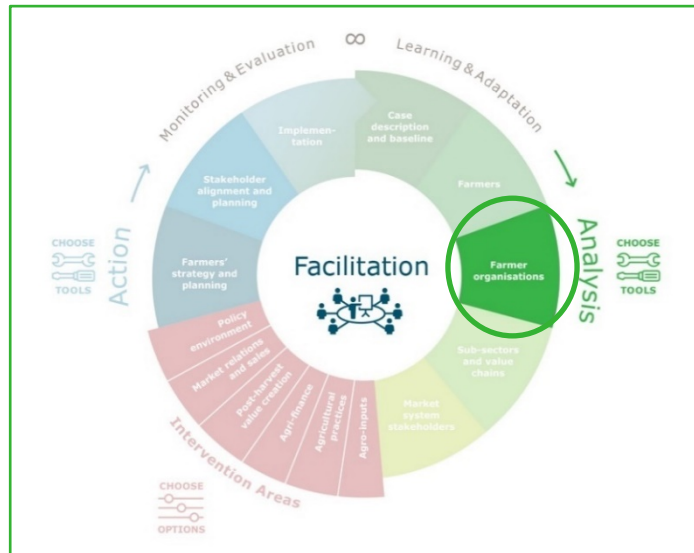 Monitoring & Evaluation
∞
Learning & Adaptation
Implemen-
tation
Case
description
and baseline
Stakeholder
alignment and
planning
Farmers
Action
CHOOSE
TOOLS
Farmers'
strategy and
planning
Facilitation
Farmer
organisations
Analysis
CHOOSE
TOOLS
Policy
environment
Market relations
and sales
Post-harvest
value creation
Agri-finance
Agricultural
practices
Agro-inputs
Market
system
stakeholders
Sub-sectors
and value
chains
Intervention Areas
CHOOSE
OPTIONS